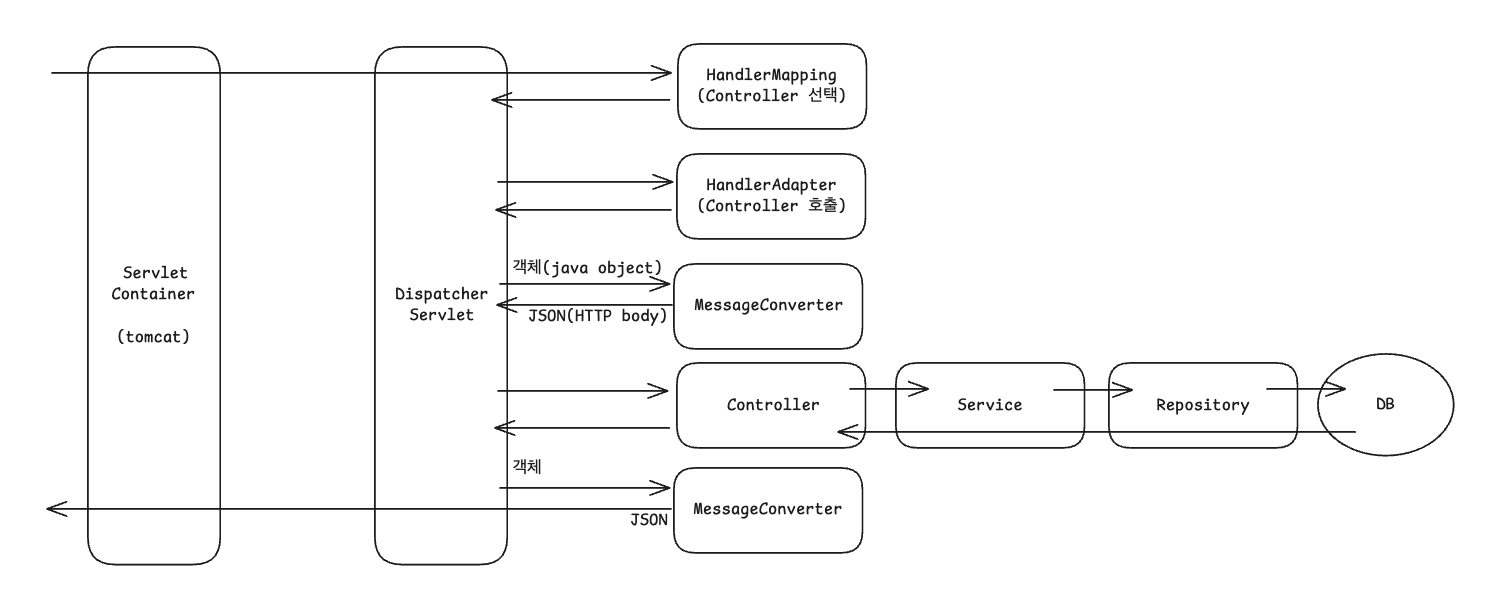 HandlerMapping
(Controller 선택)
HandlerAdapter
(Controller 호출)
Servlet
Container
(tomcat)
Dispatcher
Servlet
객체(java object)
MessageConverter
JSON(HTTP body)
Controller
Service
Repository
DB
객체
MessageConverter
JSON